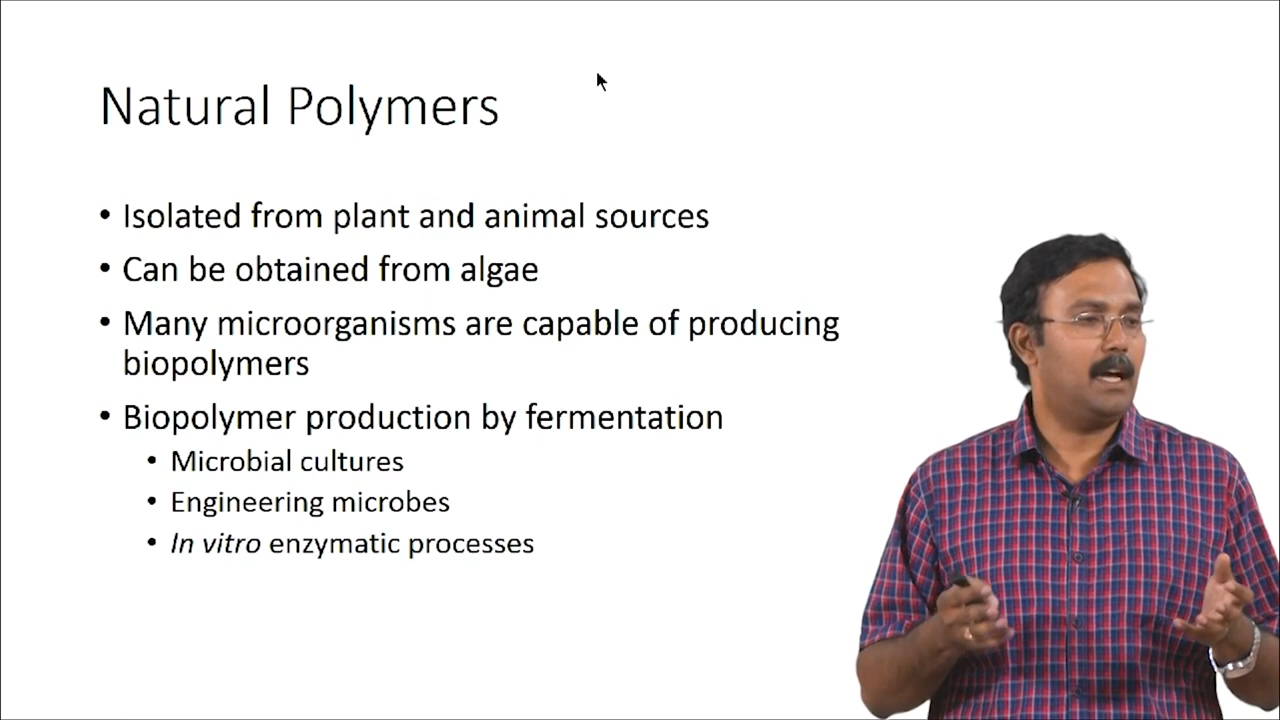 Natural Polymers
• Isolated from plant and animal sources
• Can be obtained from algae
• Many microorganisms are capable of producing
biopolymers
• Biopolymer production by fermentation
• Microbial cultures
• Engineering microbes
• In vitro enzymatic processes